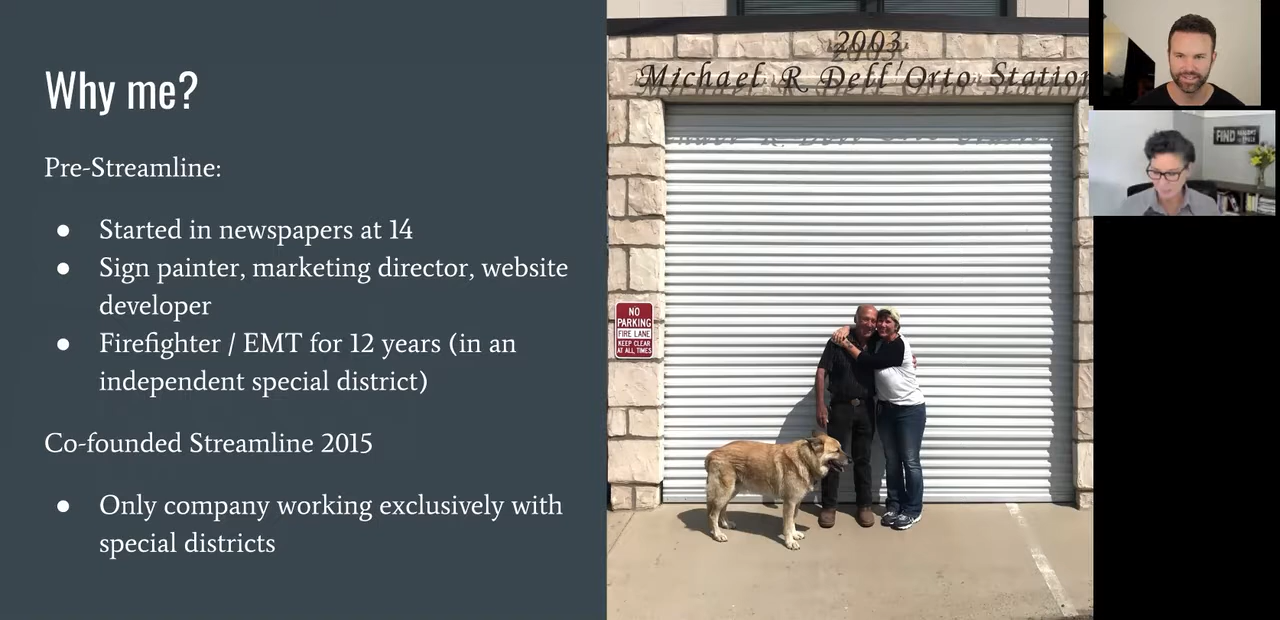 Why me?
Pre-Streamline:
● Started in newspapers at 14
● Sign painter, marketing director, website
developer
● Firefighter / EMT for 12 years (in an
independent special district)
Co-founded Streamline 2015
● Only company working exclusively with
special districts
2003
Michael R Dell'Orto Station
NO
PARKING
FIRE LANE
KEEP CLEAR
AT ALL TIMES
FIND